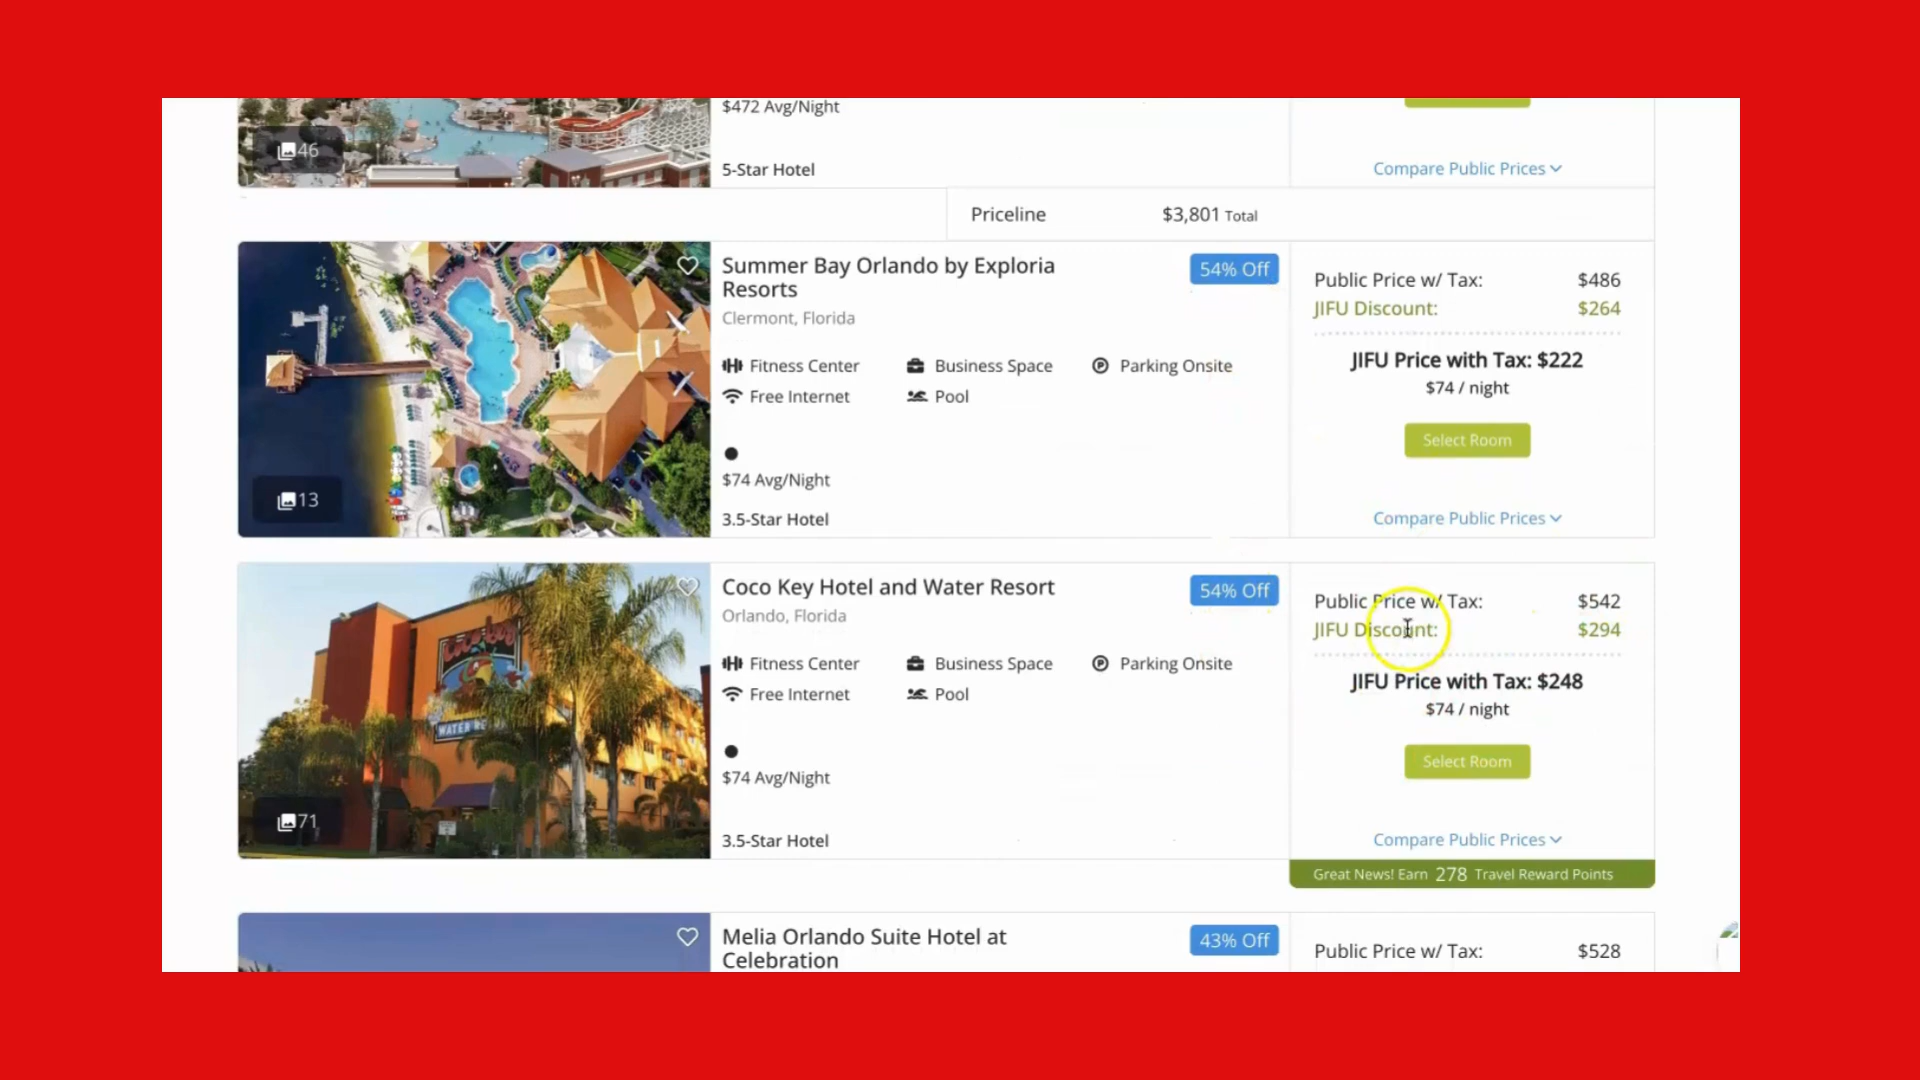 $472 Avg/Night
46
5-Star Hotel
Compare Public Prices
Priceline $3,801 Total
Summer Bay Orlando by Exploria
Resorts
54% Off
Clermont, Florida
Fitness Center Business Space Parking Onsite
Free Internet Pool
$74 Avg/Night
13
3.5-Star Hotel
Public Price w/ Tax: $486
JIFU Discount: $264
JIFU Price with Tax: $222
$74 / night
Select Room
Compare Public Prices
Coco Key Hotel and Water Resort
54% Off
Orlando, Florida
Fitness Center Business Space Parking Onsite
Free Internet Pool
WATER
$74 Avg/Night
71
3.5-Star Hotel
Public Price w/ Tax: $542
JIFU Discount: $294
JIFU Price with Tax: $248
$74 / night
Select Room
Compare Public Prices
Great News! Earn 278 Travel Reward Points
Melia Orlando Suite Hotel at
Celebration
43% Off
Public Price w/ Tax: $528